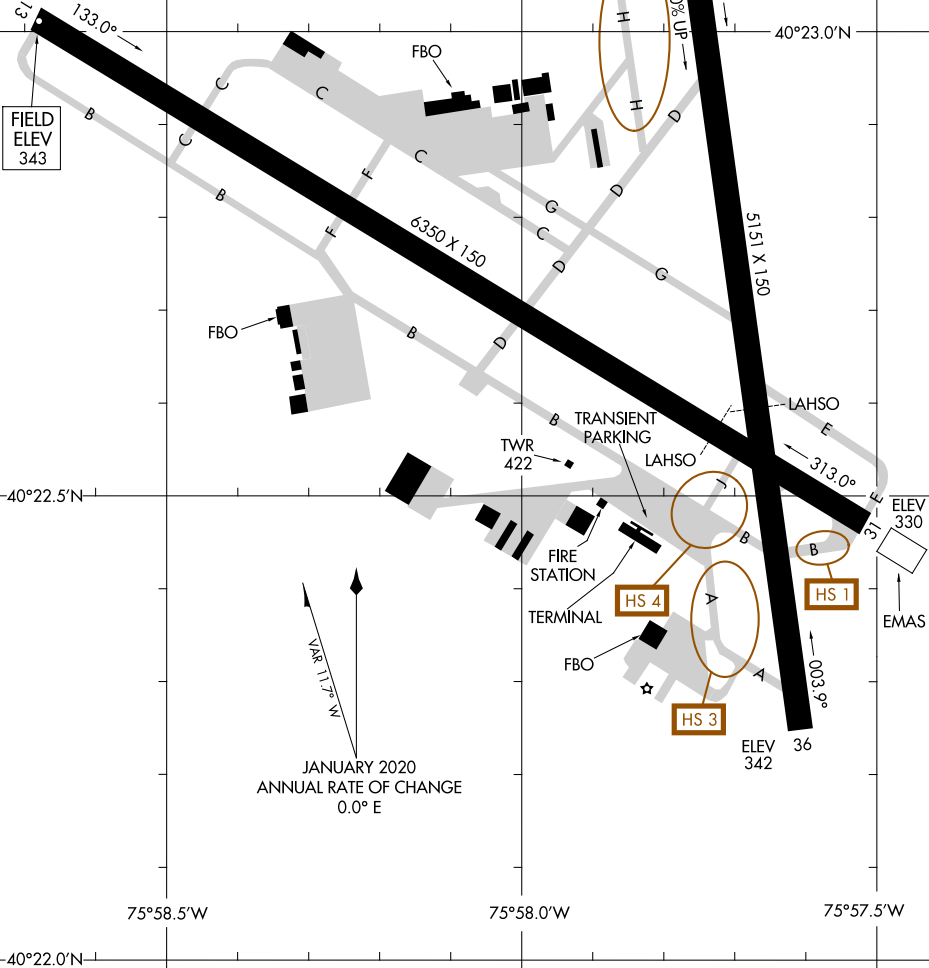 13
133.0°
FIELD
ELEV
343
B
C
C
C
FBO
H
H
0% UP
40°23.0'N
D
C
F
B
F
D
G
C
D
G
6350 X 150
5151 X 150
FBO
B
D
B
TWR
422
TRANSIENT
PARKING
LAHSO
LAHSO
E
313.0°
E
31
ELEV
330
40°22.5'N
J
B
B
HS 1
EMAS
FIRE
STATION
TERMINAL
HS 4
A
FBO
A
HS 3
003.9°
36
ELEV
342
VAR 11.7° W
JANUARY 2020
ANNUAL RATE OF CHANGE
0.0° E
75°58.5'W
75°58.0'W
75°57.5'W
40°22.0'N